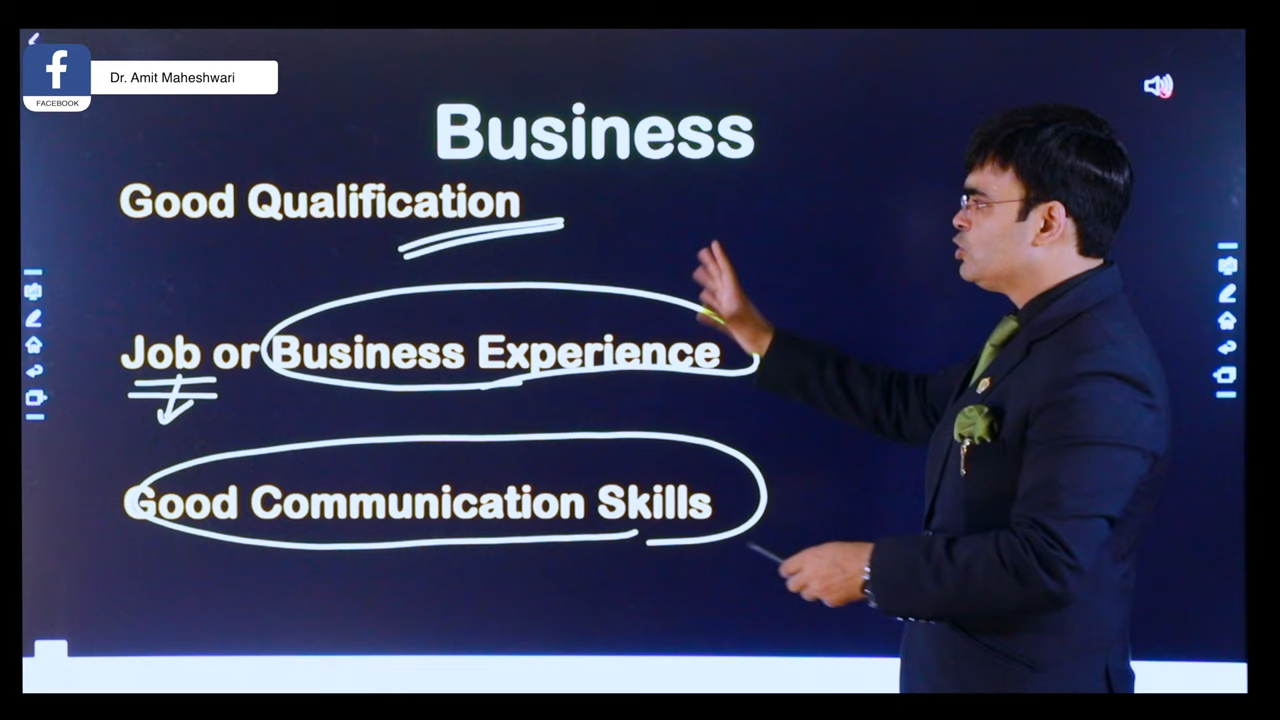 Dr. Amit Maheshwari
FACEBOOK
Business
Good Qualification
Job or Business Experience
Good Communication Skills